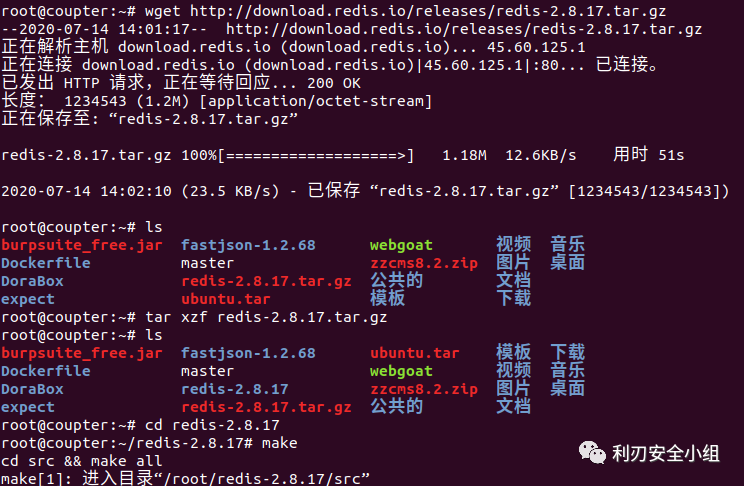 root@coupter:~# wget http://download.redis.io/releases/redis-2.8.17.tar.gz
--2020-07-14 14:01:17--  http://download.redis.io/releases/redis-2.8.17.tar.gz
正在解析主机 download.redis.io (download.redis.io)... 45.60.125.1
正在连接 download.redis.io (download.redis.io)|45.60.125.1|:80... 已连接。
已发出 HTTP 请求，正在等待回应... 200 OK
长度： 1234543 (1.2M) [application/octet-stream]
正在保存至: “redis-2.8.17.tar.gz”
redis-2.8.17.tar.gz 100%[===================>]   1.18M  12.6KB/s    用时 51s
2020-07-14 14:02:10 (23.5 KB/s) - 已保存 “redis-2.8.17.tar.gz” [1234543/1234543])
root@coupter:~# ls
burpsuite_free.jar  fastjson-1.2.68      webgoat       视频  音乐
Dockerfile          master               zzcms8.2.zip  图片  桌面
DoraBox             redis-2.8.17.tar.gz  公共的        文档
expect              ubuntu.tar           模板          下载
root@coupter:~# tar xzf redis-2.8.17.tar.gz
root@coupter:~# ls
burpsuite_free.jar  fastjson-1.2.68      ubuntu.tar    模板  下载
Dockerfile          master               webgoat       视频  音乐
DoraBox             redis-2.8.17         zzcms8.2.zip  图片  桌面
expect              redis-2.8.17.tar.gz  公共的        文档
root@coupter:~# cd redis-2.8.17
root@coupter:~/redis-2.8.17# make
cd src && make all
make[1]: 进入目录“/root/redis-2.8.17/src”
利刃安全小组